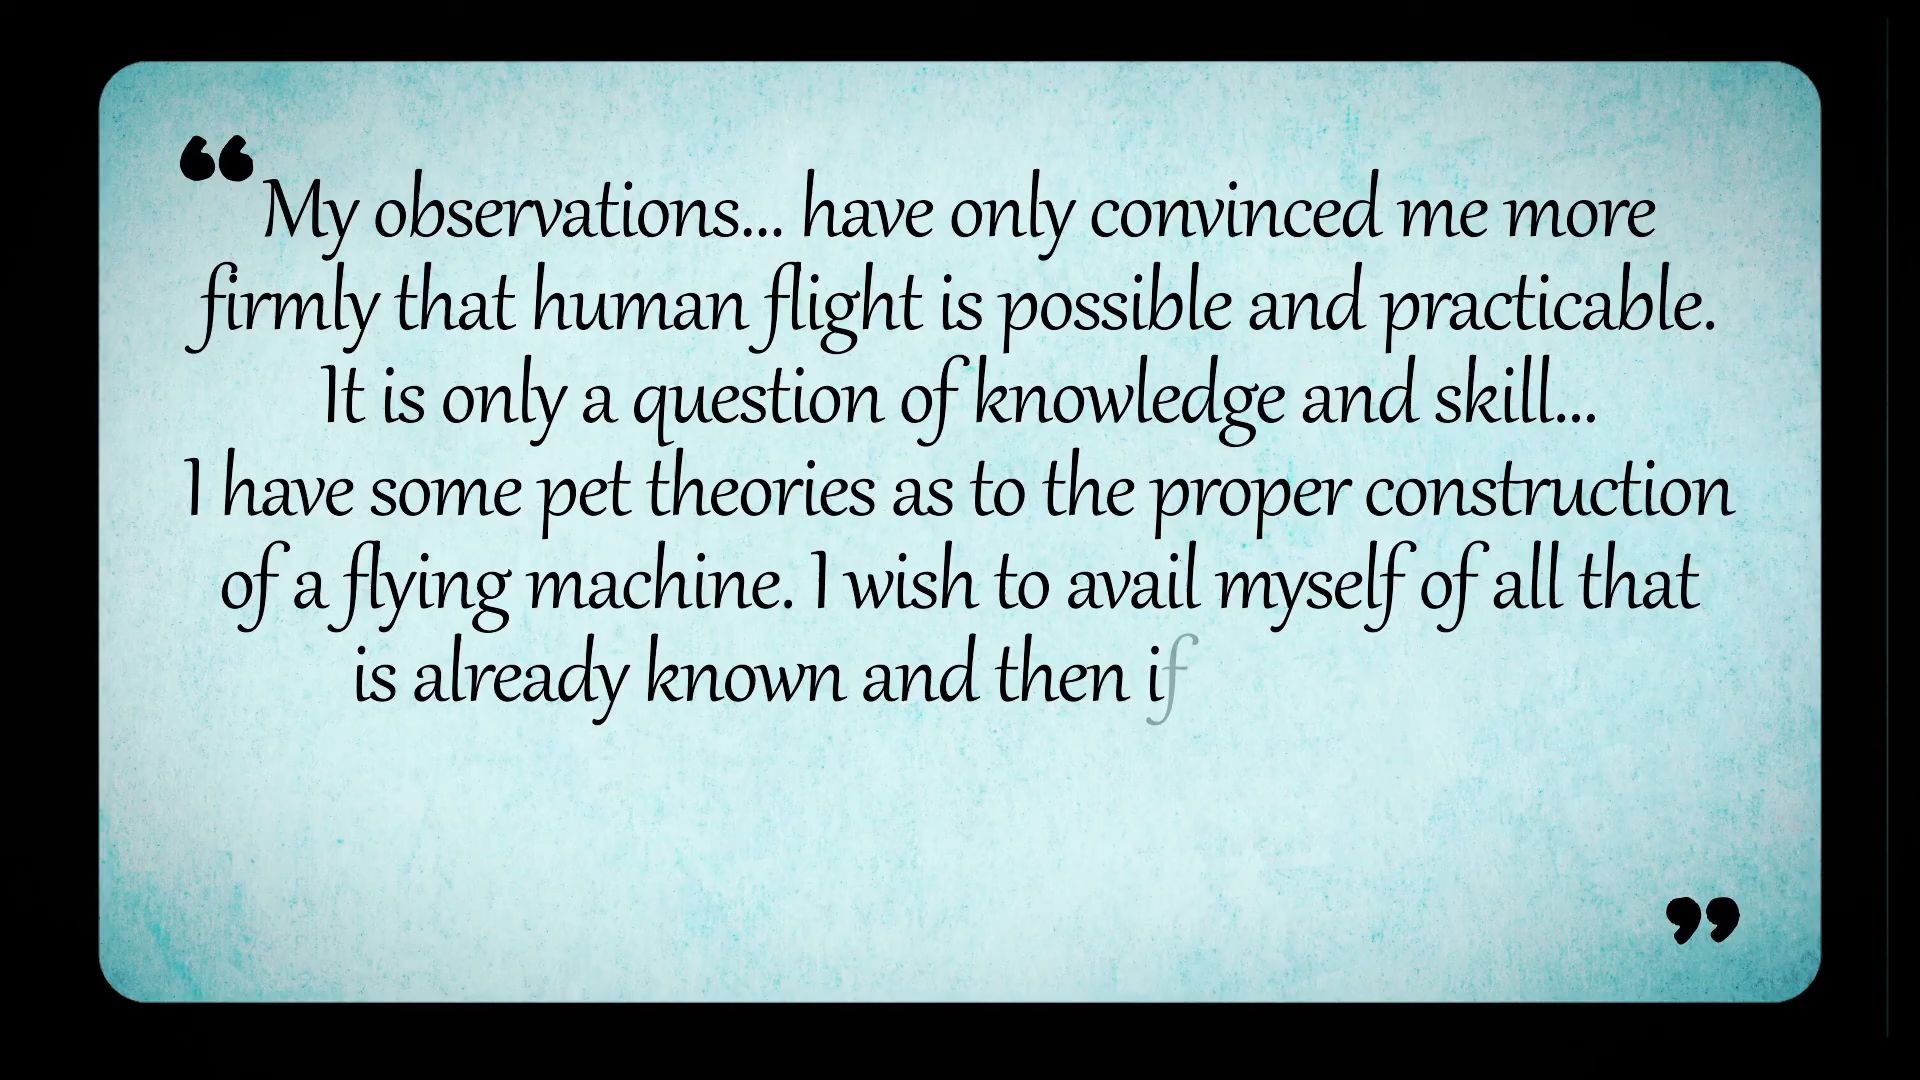 “My observations... have only convinced me more
firmly that human flight is possible and practicable.
It is only a question of knowledge and skill...
I have some pet theories as to the proper construction
of a flying machine. I wish to avail myself of all that
is already known and then if
”